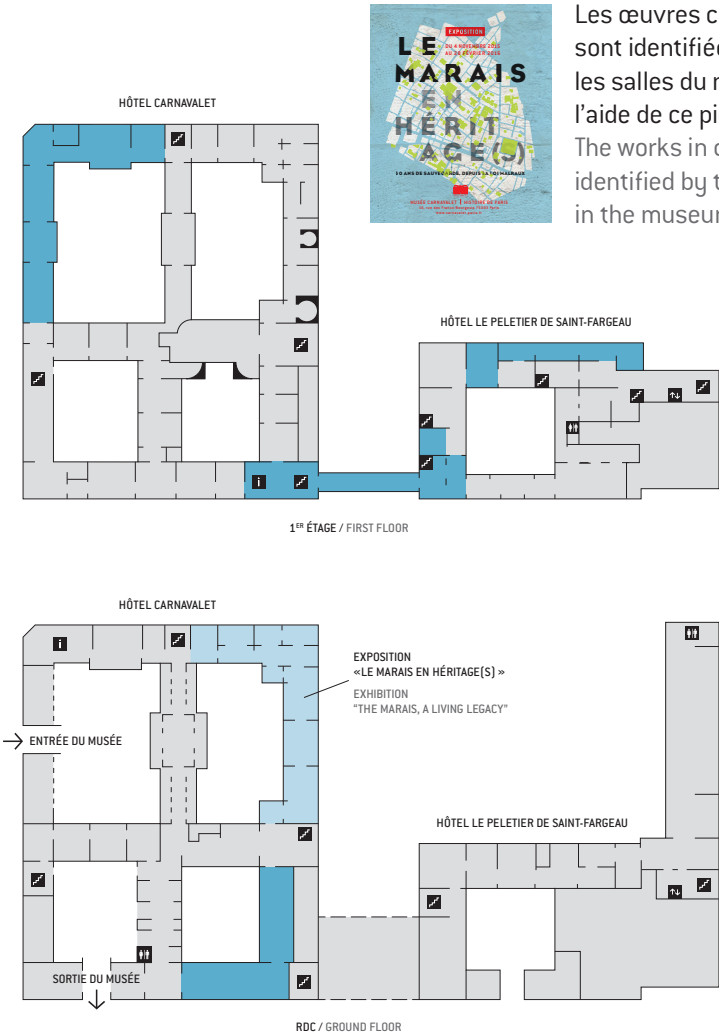 Les œuvres c
sont identifiée
les salles du m
l’aide de ce pi
The works in c
identified by t
in the museum
EXPOSITION
DU 4 NOVEMBRE 2015
AU 28 FÉVRIER 2016
LE
MARAIS
EN
HÉRIT
AGE(S)
50 ANS DE SAUVEGARDE, DEPUIS LA LOI MALRAUX
MUSÉE CARNAVALET | HISTOIRE DE PARIS
HÔTEL CARNAVALET
HÔTEL LE PELETIER DE SAINT-FARGEAU
i
1ER ÉTAGE / FIRST FLOOR
HÔTEL CARNAVALET
i
EXPOSITION
«LE MARAIS EN HÉRITAGE(S) »
EXHIBITION
“THE MARAIS, A LIVING LEGACY”
ENTRÉE DU MUSÉE
HÔTEL LE PELETIER DE SAINT-FARGEAU
SORTIE DU MUSÉE
RDC / GROUND FLOOR